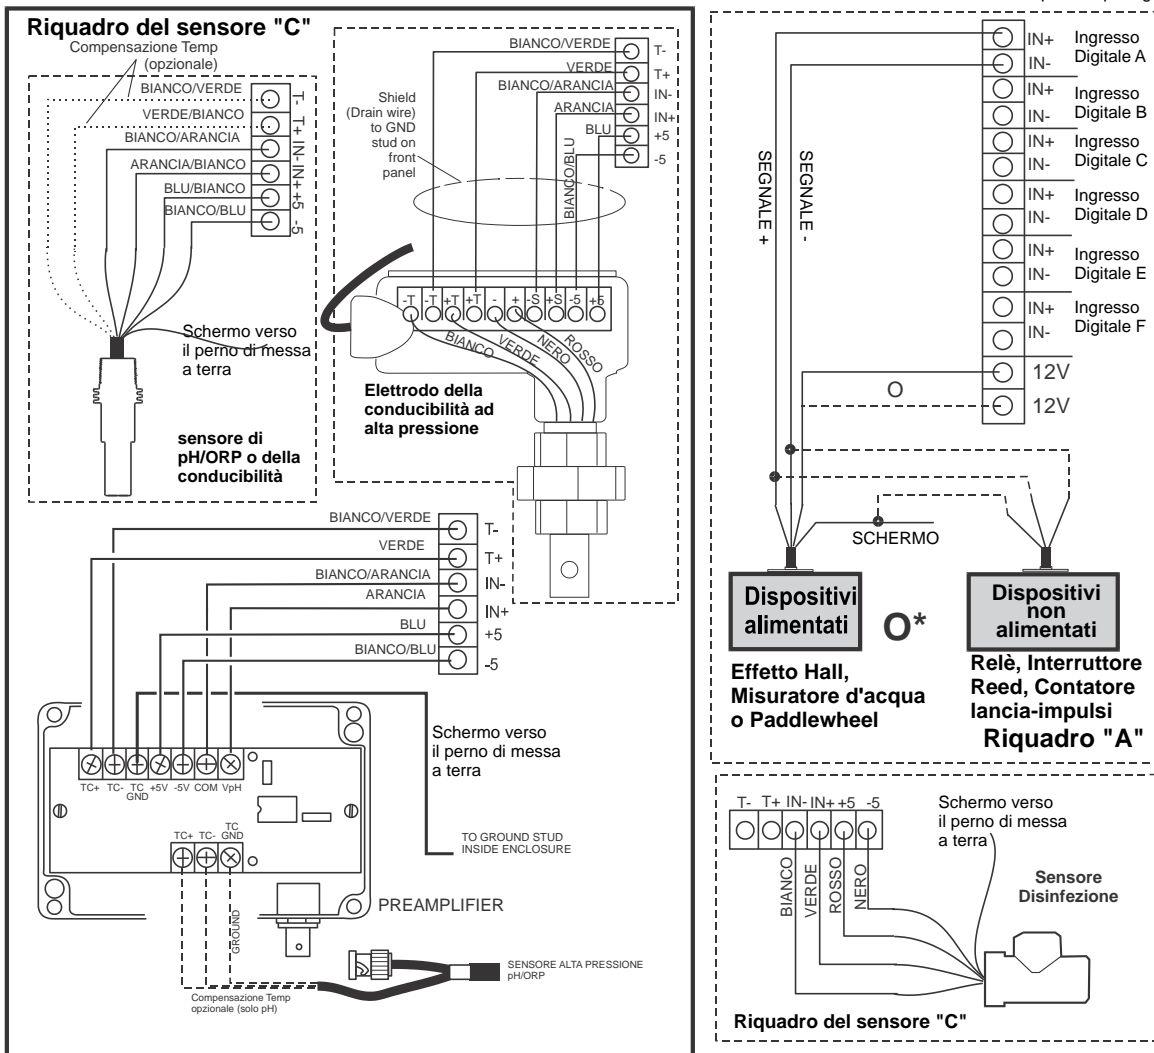 Riquadro del sensore "C"
Compensazione Temp
(opzionale)
BIANCO/VERDE
VERDE/BIANCO
BIANCO/ARANCIA
ARANCIA/BIANCO
BLU/BIANCO
BIANCO/BLU
T-
T+
IN-
IN+
+5
-5
Schermo verso
il perno di messa
a terra
sensore di
pH/ORP o della
conducibilità
BIANCO/VERDE
VERDE
BIANCO/ARANCIA
ARANCIA
BLU
BIANCO/BLU
T-
T+
IN-
IN+
+5
-5
Shield
(Drain wire)
to GND
stud on
front
panel
-T -T +T +T - + -S +S -5 +5
BIANCO
VERDE
NERO
ROSSO
Elettrodo della
conducibilità ad
alta pressione
BIANCO/VERDE
VERDE
BIANCO/ARANCIA
ARANCIA
BLU
BIANCO/BLU
T-
T+
IN-
IN+
+5
-5
Schermo verso
il perno di messa
a terra
TC+ TC- TC GND +5V -5V COM VpH
TC+ TC- TC GND
TO GROUND STUD
INSIDE ENCLOSURE
PREAMPLIFIER
GROUND
SENSORE ALTA PRESSIONE
pH/ORP
Compensazione Temp
opzionale (solo pH)
IN+
IN-
Ingresso
Digitale A
IN+
IN-
Ingresso
Digitale B
IN+
IN-
Ingresso
Digitale C
IN+
IN-
Ingresso
Digitale D
IN+
IN-
Ingresso
Digitale E
IN+
IN-
Ingresso
Digitale F
12V
12V
SEGNALE +
SEGNALE -
O
SCHERMO
Dispositivi
alimentati
O*
Dispositivi
non
alimentati
Effetto Hall,
Misuratore d'acqua
o Paddlewheel
Relè, Interruttore
Reed, Contatore
lancia-impulsi
Riquadro "A"
T- T+ IN- IN+ +5 -5
BIANCO
VERDE
ROSSO
NERO
Schermo verso
il perno di messa
a terra
Sensore
Disinfezione
Riquadro del sensore "C"